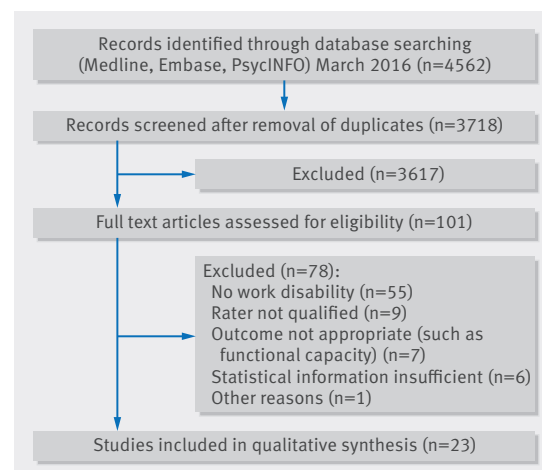 Records identified through database searching
(Medline, Embase, PsycINFO) March 2016 (n=4562)
Records screened after removal of duplicates (n=3718)
Excluded (n=3617)
Full text articles assessed for eligibility (n=101)
Excluded (n=78):
No work disability (n=55)
Rater not qualified (n=9)
Outcome not appropriate (such as
functional capacity) (n=7)
Statistical information insufficient (n=6)
Other reasons (n=1)
Studies included in qualitative synthesis (n=23)